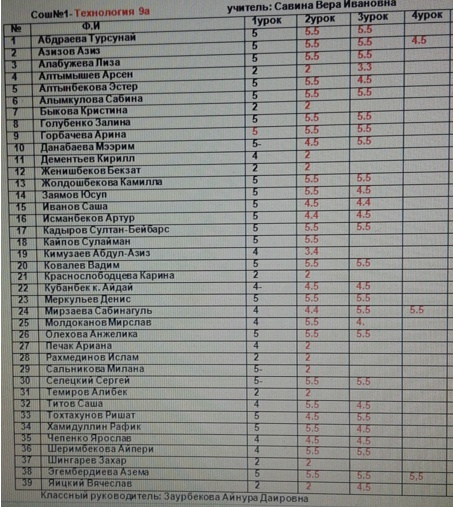 Сош№1- Технология 9а учитель: Савина Вера Ивановна
№ Ф.И 1урок 2урок 3урок 4урок
1 Абдраева Турсунай 5 5.5 5.5
2 Азизов Азиз 5 5.5 5.5 4.5
3 Алабужева Лиза 5 5.5 5.5
4 Алтымышев Арсен 2 2 3.3
5 Алтынбекова Эстер 5 5.5 4.5
6 Алымкулова Сабина 5 5.5 5.5
7 Быкова Кристина 2 2
8 Голубенко Залина 5 5.5 5.5
9 Горбачева Арина 5 5.5 5.5
10 Данабаева Мээрим 5- 4.5 5.5
11 Дементьев Кирилл 4 2
12 Женишбеков Бекзат 2 2
13 Жолдошбекова Камилла 5 5.5 5.5
14 Заямов Юсуп 5 5.5 4.5
15 Иванов Саша 5 4.5 4.4
16 Исманбеков Артур 5 4.4 4.5
17 Кадыров Султан-Бейбарс 5 5.5 5.5
18 Кайпов Сулайман 5 5.5
19 Кимузаев Абдул-Азиз 4 3.4
20 Ковалев Вадим 5 5.5 5.5
21 Краснослободцева Карина 2 2
22 Кубанбек к. Айдай 4- 4.5 4.5
23 Меркульев Денис 5 5.5 5.5
24 Мирзаева Сабинагуль 4 4.4 5.5 5.5
25 Молдоканов Мирслав 4 5.5 4.
26 Олехова Анжелика 5 5.5 5.5
27 Печак Ариана 4 2
28 Рахмединов Ислам 2 2
29 Сальникова Милана 5- 2
30 Селецкий Сергей 5- 5.5 5.5
31 Темиров Алибек 2 2
32 Титов Саша 4 5.5 4.5
33 Тохтахунов Ришат 5 4.5 5.5
34 Хамидуллин Рафик 5 5.5 4.5
35 Чепенко Ярослав 4 4.5 4.5
36 Шеримбекова Айпери 4 5.5 5.5
37 Шингарев Захар 2 2
38 Эгембердиева Азема 5 5.5 5.5 5.5
39 Яицкий Вячеслав 2 2 4.5
Классный руководитель: Заурбекова Айнура Даировна